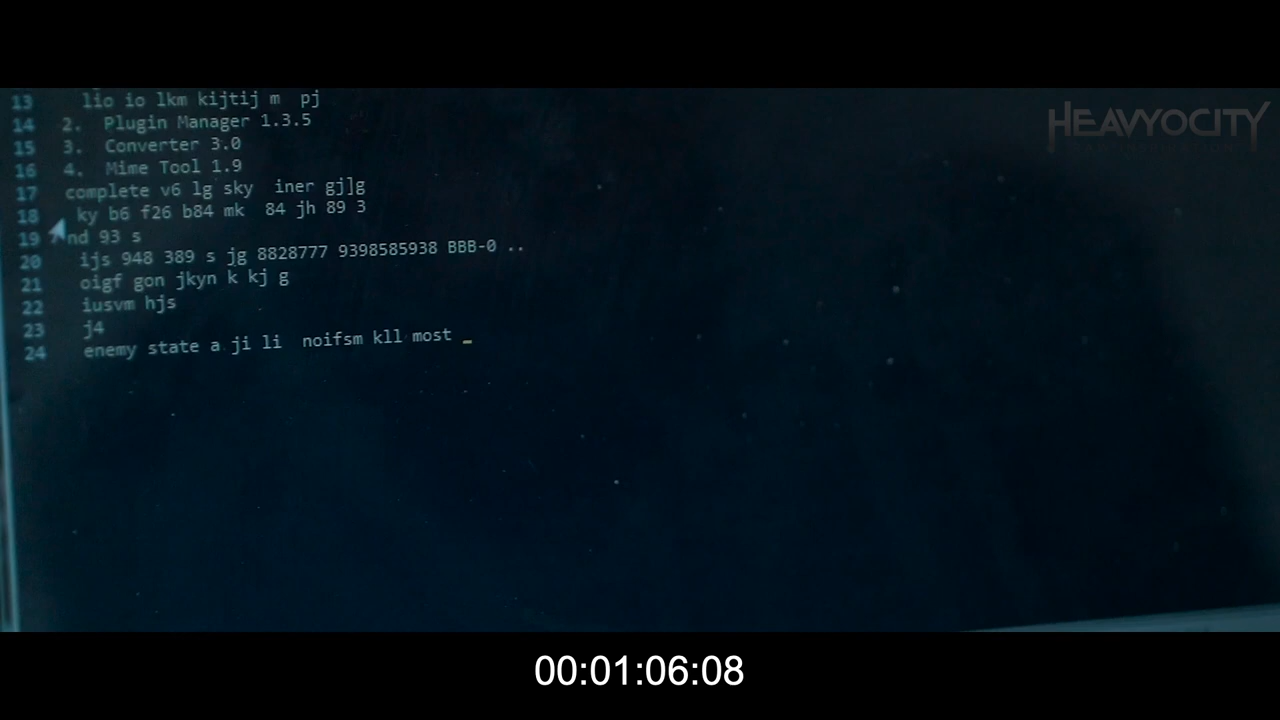 13 lio io lkm kijtij m pj
HEAVYOCITY
14 2. Plugin Manager 1.3.5
15 3. Converter 3.0
16 4. Mime Tool 1.9
17 complete v6 lg sky iner gj]g
18 ky b6 f26 b84 mk 84 jh 89 3
19 nd 93 s
20 ijs 948 389 s jg 8828777 9398585938 BBB-0 ..
21 oigf gon jkyn k kj g
22 iusvm hjs
23 j4
24 enemy state a ji li noifsm kll most _
00:01:06:08